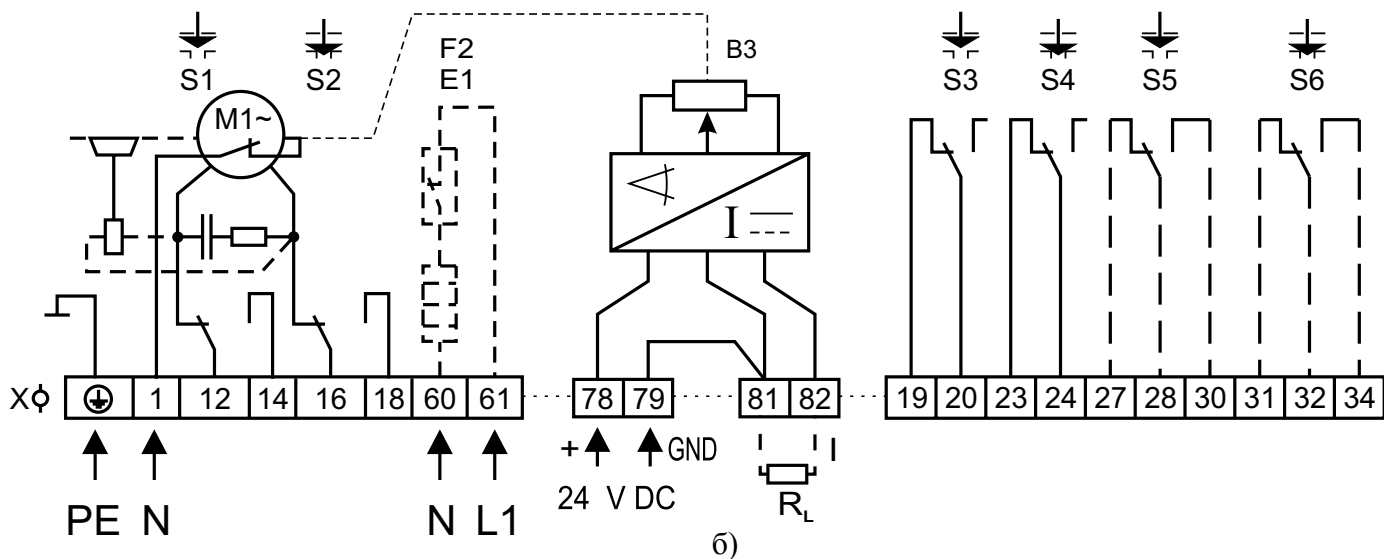 F2 B3
S1 S2 E1 S3 S4 S5 S6
M1~
I
X 1 12 14 16 18 60 61 78 79 81 82 19 20 23 24 27 28 30 31 32 34
+ GND I
PE N N L1 24 V DC RL
б)